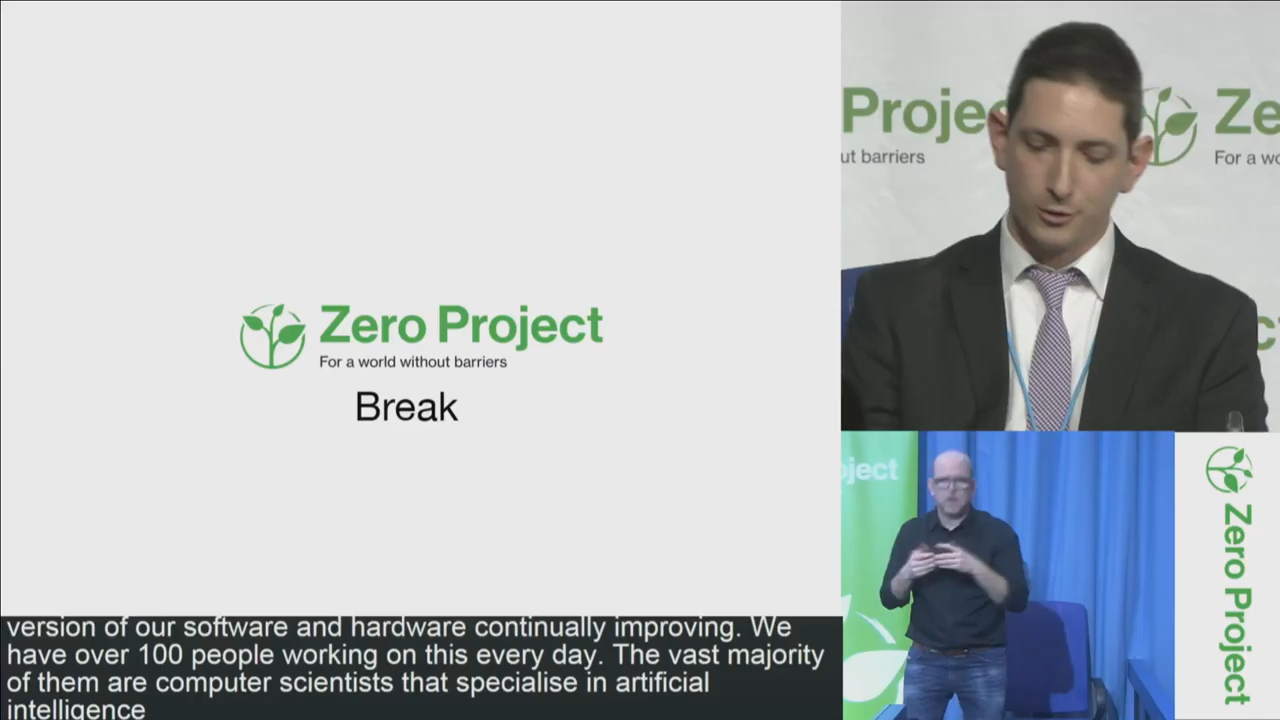 Zero Project
For a world without barriers
Break
version of our software and hardware continually improving. We
have over 100 people working on this every day. The vast majority
of them are computer scientists that specialise in artificial
intelligence
Projec
ut barriers
Ze
For a wo
oject
Zero Project